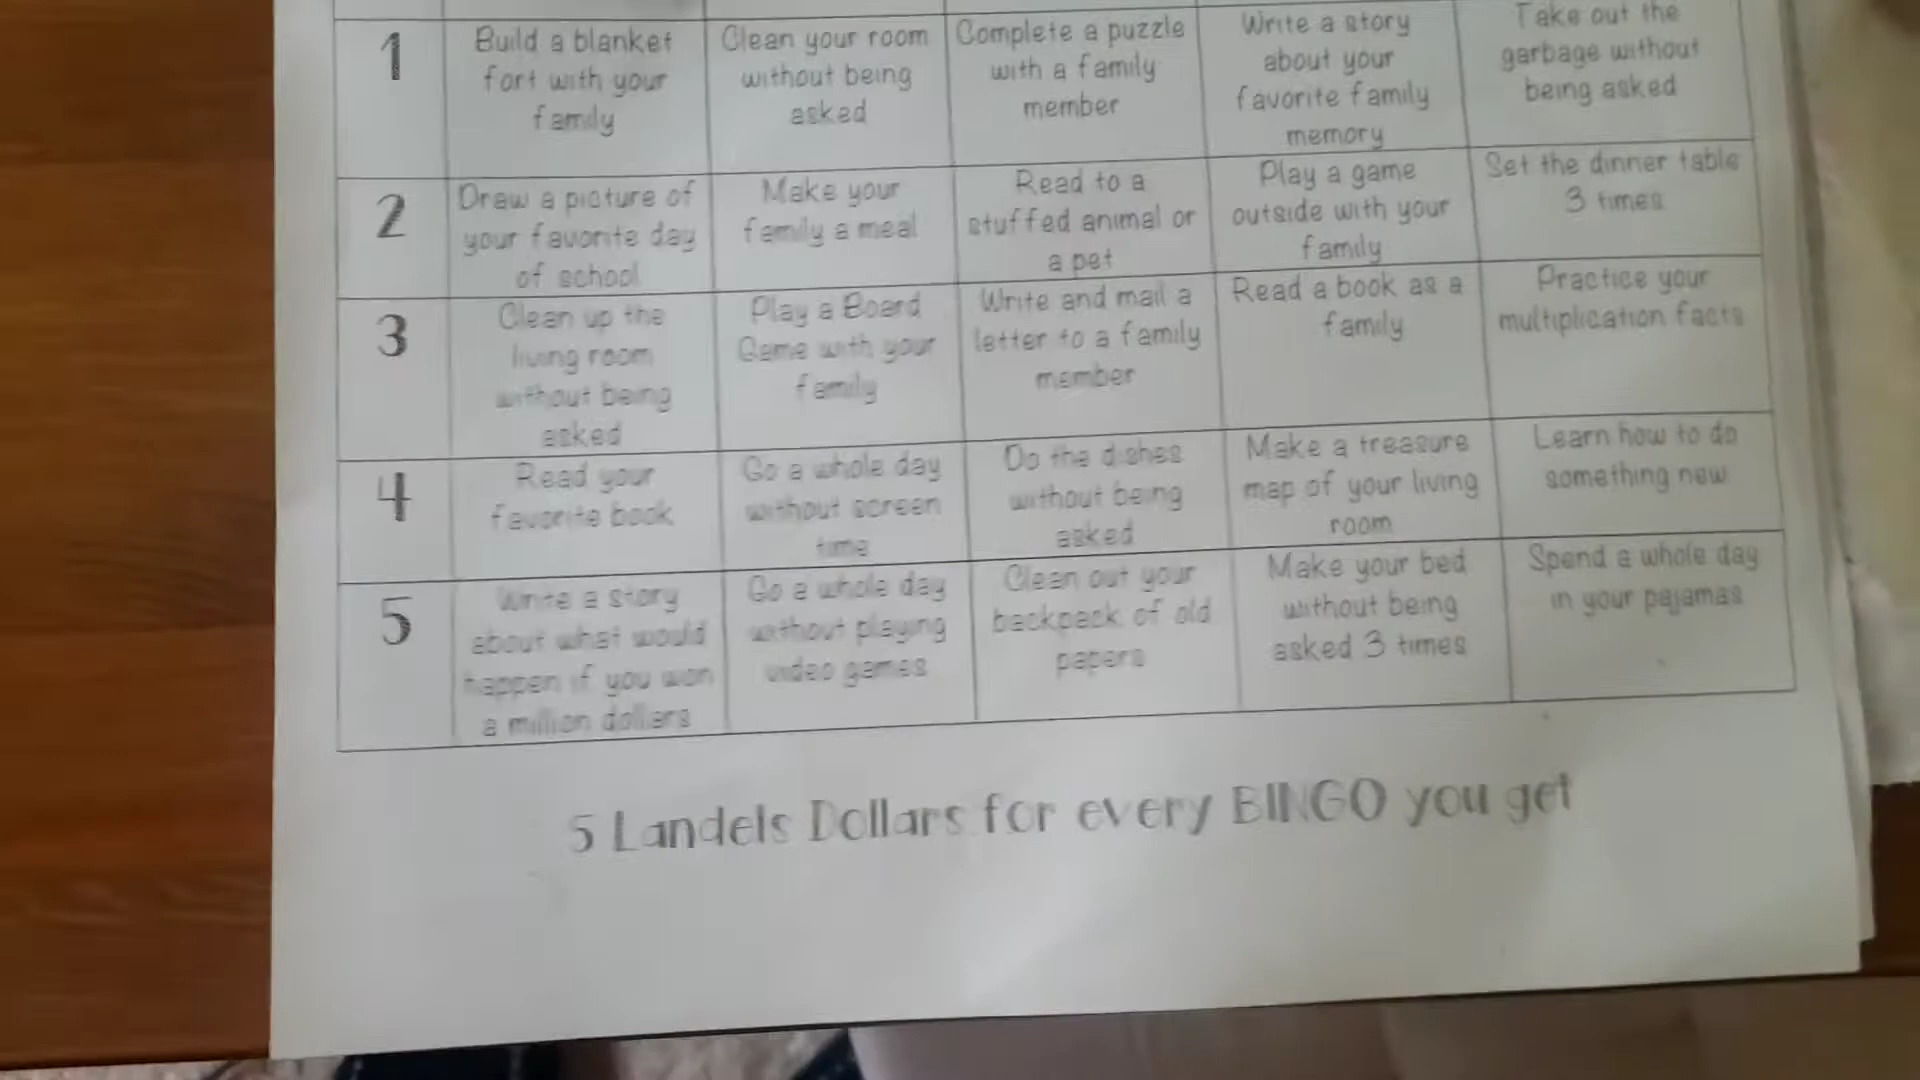 1
Build a blanket
fort with your
family
Clean your room
without being
asked
Complete a puzzle
with a family
member
Write a story
about your
favorite family
memory
Take out the
garbage without
being asked
2
Draw a picture of
your favorite day
of school
Make your
family a meal
Read to a
stuffed animal or
a pet
Play a game
outside with your
family
Set the dinner table
3 times
3
Clean up the
living room
without being
asked
Play a Board
Game with your
family
Write and mail a
letter to a family
member
Read a book as a
family
Practice your
multiplication facts
4
Read your
favorite book
Go a whole day
without screen
time
Do the dishes
without being
asked
Make a treasure
map of your living
room
Learn how to do
something new
5
Write a story
about what would
happen if you won
a million dollars
Go a whole day
without playing
video games
Clean out your
backpack of old
papers
Make your bed
without being
asked 3 times
Spend a whole day
in your pajamas
5 Landels Dollars for every BINGO you get